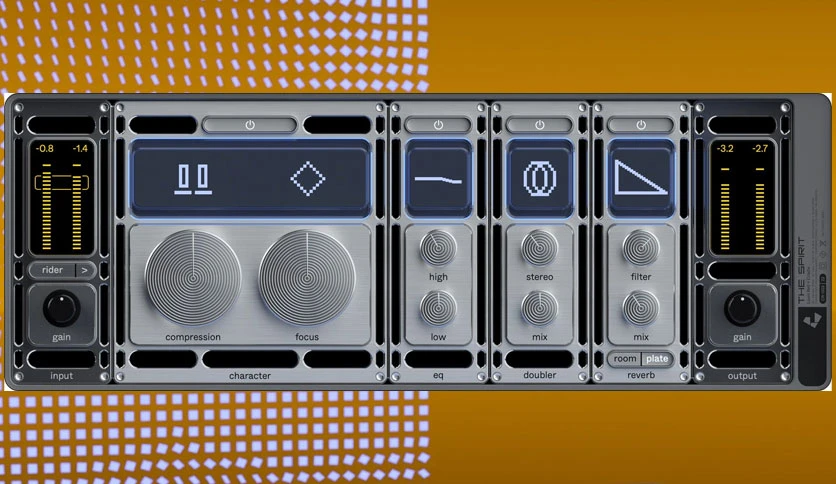 -0.8 -1.4
rider >
gain
input
compression focus
character
high
low
eq
stereo
mix
doubler
filter
mix
room plate
reverb
-3.2 -2.7
gain
output
THE SPIRIT